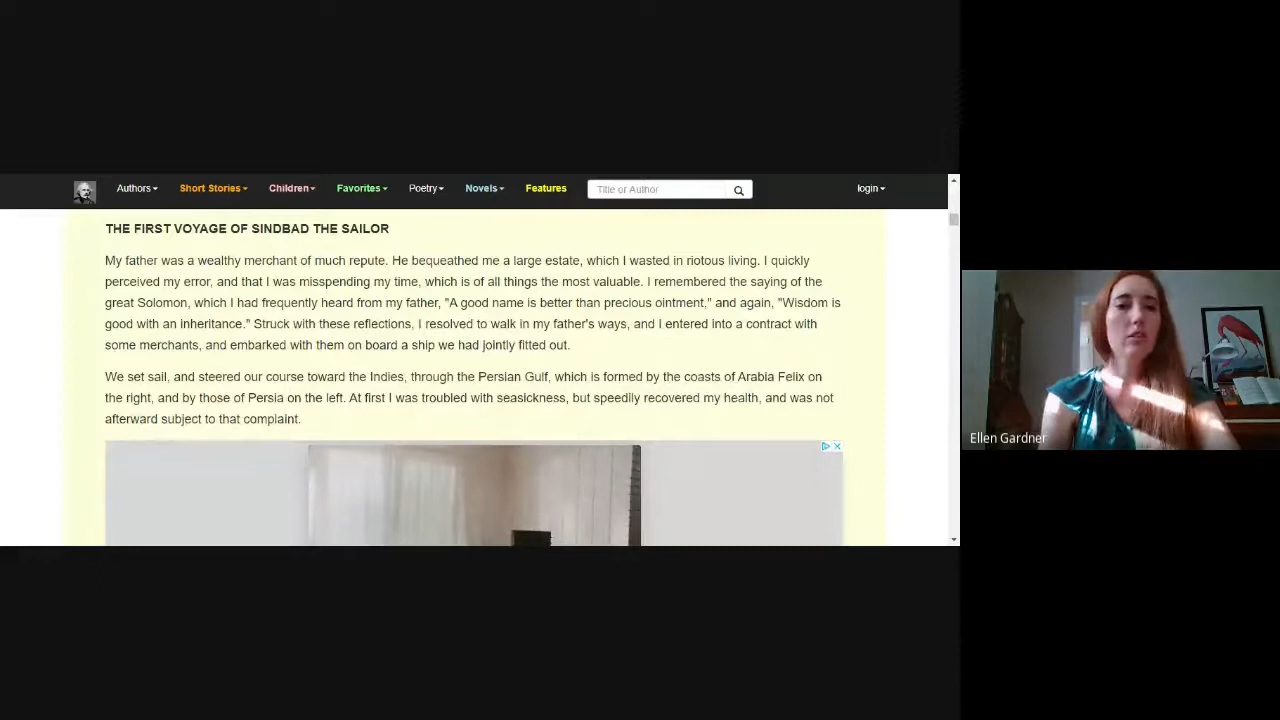 Authors Short Stories Children Favorites Poetry Novels Features Title or Author login
THE FIRST VOYAGE OF SINDBAD THE SAILOR
My father was a wealthy merchant of much repute. He bequeathed me a large estate, which I wasted in riotous living. I quickly
perceived my error, and that I was misspending my time, which is of all things the most valuable. I remembered the saying of the
great Solomon, which I had frequently heard from my father, "A good name is better than precious ointment," and again, "Wisdom is
good with an inheritance." Struck with these reflections, I resolved to walk in my father's ways, and I entered into a contract with
some merchants, and embarked with them on board a ship we had jointly fitted out.
We set sail, and steered our course toward the Indies, through the Persian Gulf, which is formed by the coasts of Arabia Felix on
the right, and by those of Persia on the left. At first I was troubled with seasickness, but speedily recovered my health, and was not
afterward subject to that complaint.
Ellen Gardner